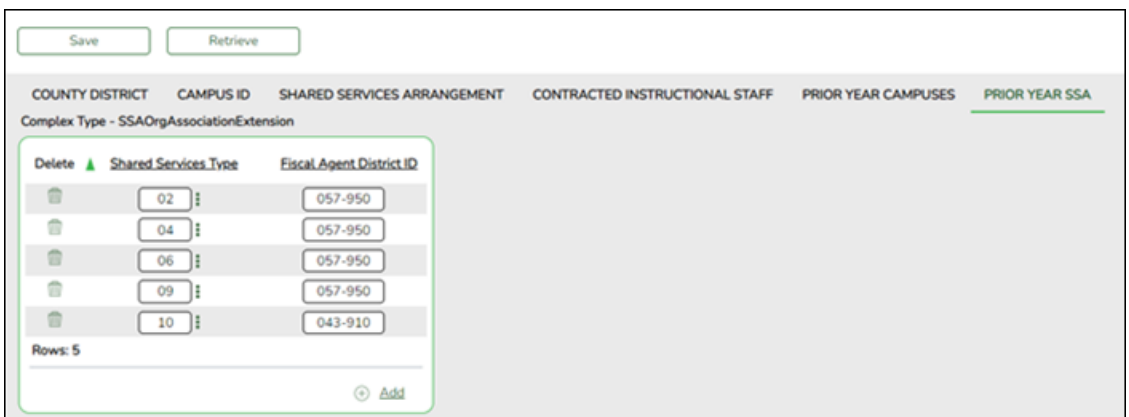 Save Retrieve
COUNTY DISTRICT CAMPUS ID SHARED SERVICES ARRANGEMENT CONTRACTED INSTRUCTIONAL STAFF PRIOR YEAR CAMPUSES PRIOR YEAR SSA
Complex Type - SSAOrgAssociationExtension
Delete Shared Services Type Fiscal Agent District ID
02 057-950
04 057-950
06 057-950
09 057-950
10 043-910
Rows: 5
Add